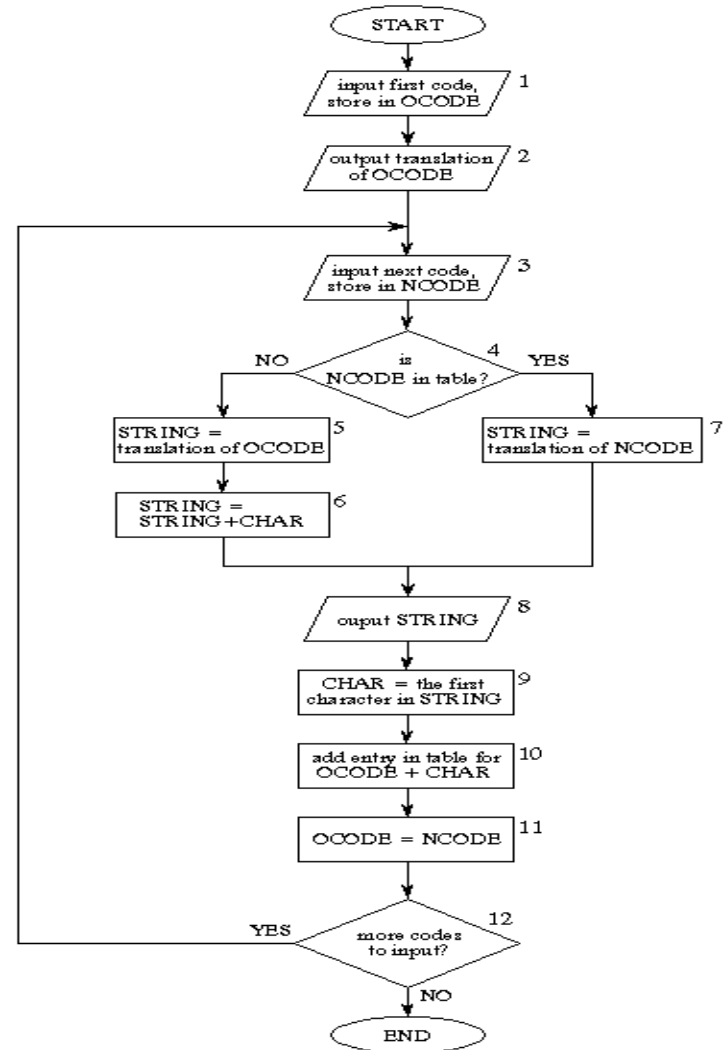 START
1
input first code,
store in OCODE
2
output translation
of OCODE
3
input next code,
store in NCODE
4
is
NCODE in table?
NO
YES
5
STRING =
translation of OCODE
7
STRING =
translation of NCODE
6
STRING =
STRING+CHAR
8
ouput STRING
9
CHAR = the first
character in STRING
10
add entry in table for
OCODE + CHAR
11
OCODE = NCODE
12
YES
more codes
to input?
NO
END